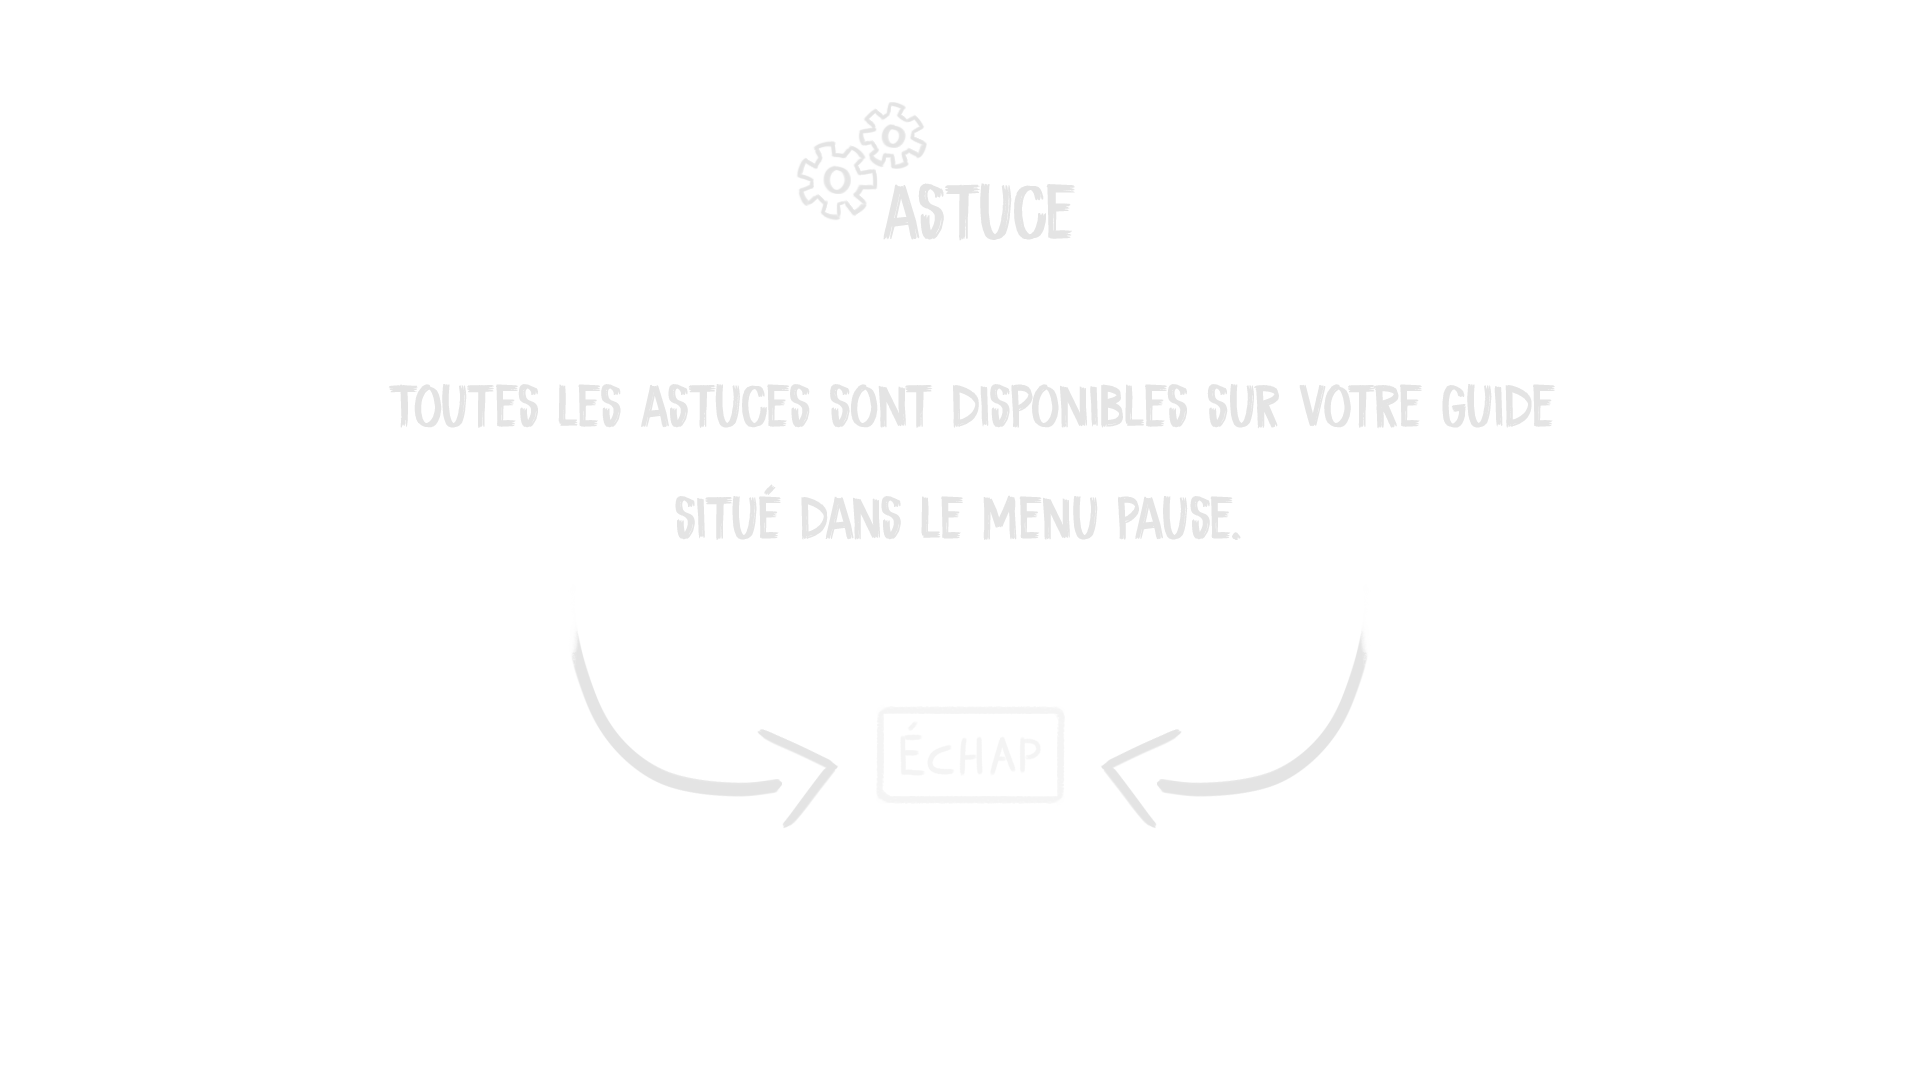 ASTUCE
TOUTES LES ASTUCES SONT DISPONIBLES SUR VOTRE GUIDE
SITUÉ DANS LE MENU PAUSE.
ÉCHAP